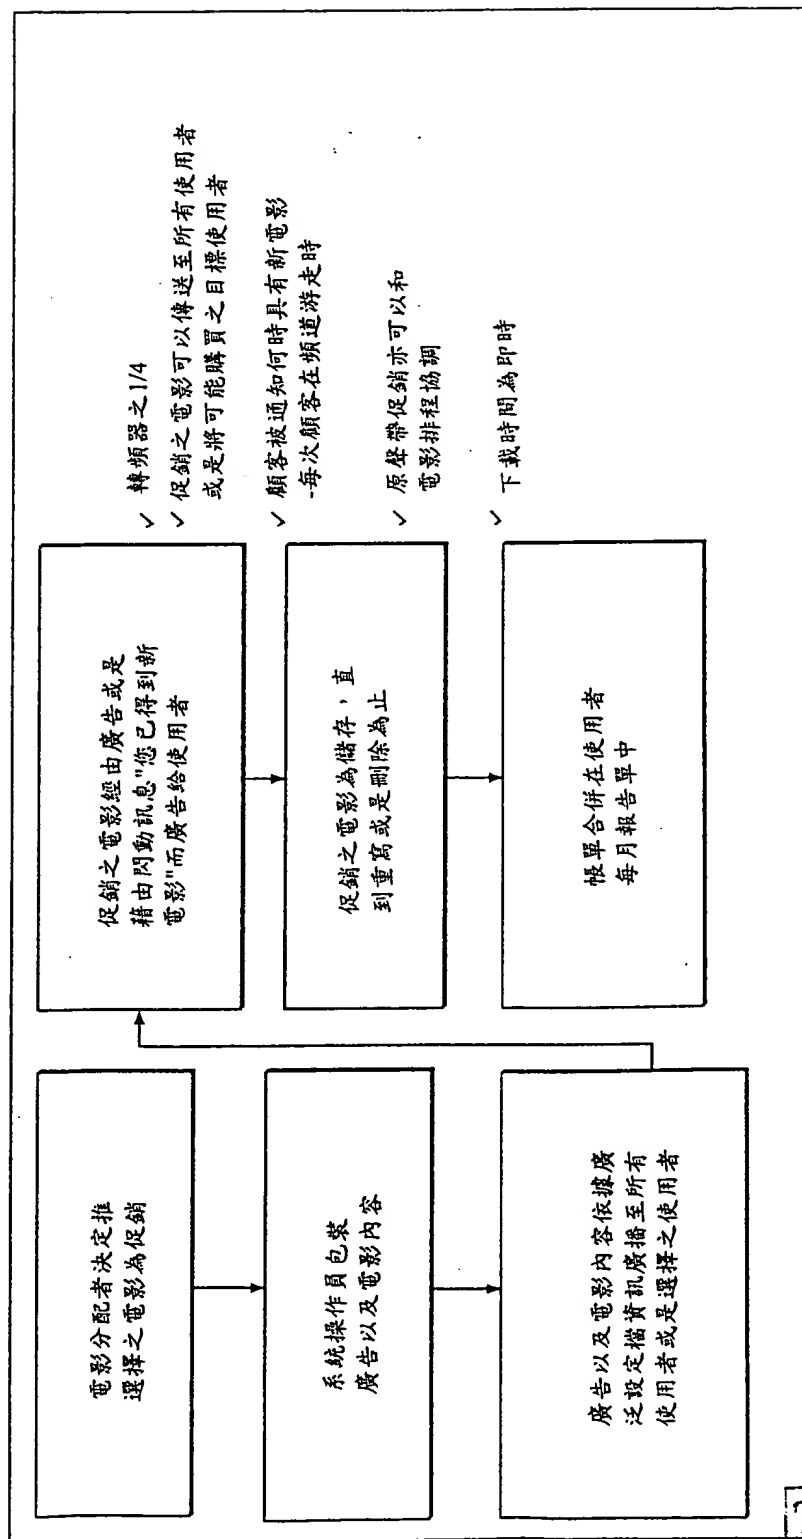 電影分配者決定推
選擇之電影為促銷
系統操作員包裝
廣告以及電影內容
廣告以及電影內容依據廣
泛設定檔資訊廣播至所有
使用者或是選擇之使用者
促銷之電影經由廣告或是
藉由閃動訊息"您已得到新
電影"而廣告給使用者
促銷之電影為儲存，直
到重寫或是刪除為止
帳單合併在使用者
每月報告單中
✓ 轉頻器之1/4
✓ 促銷之電影可以傳送至所有使用者
或是將可能購買之目標使用者
✓ 顧客被通知何時具有新電影
-每次顧客在頻道游走時
✓ 原聲帶促銷亦可以和
電影排程協調
✓ 下載時間為即時